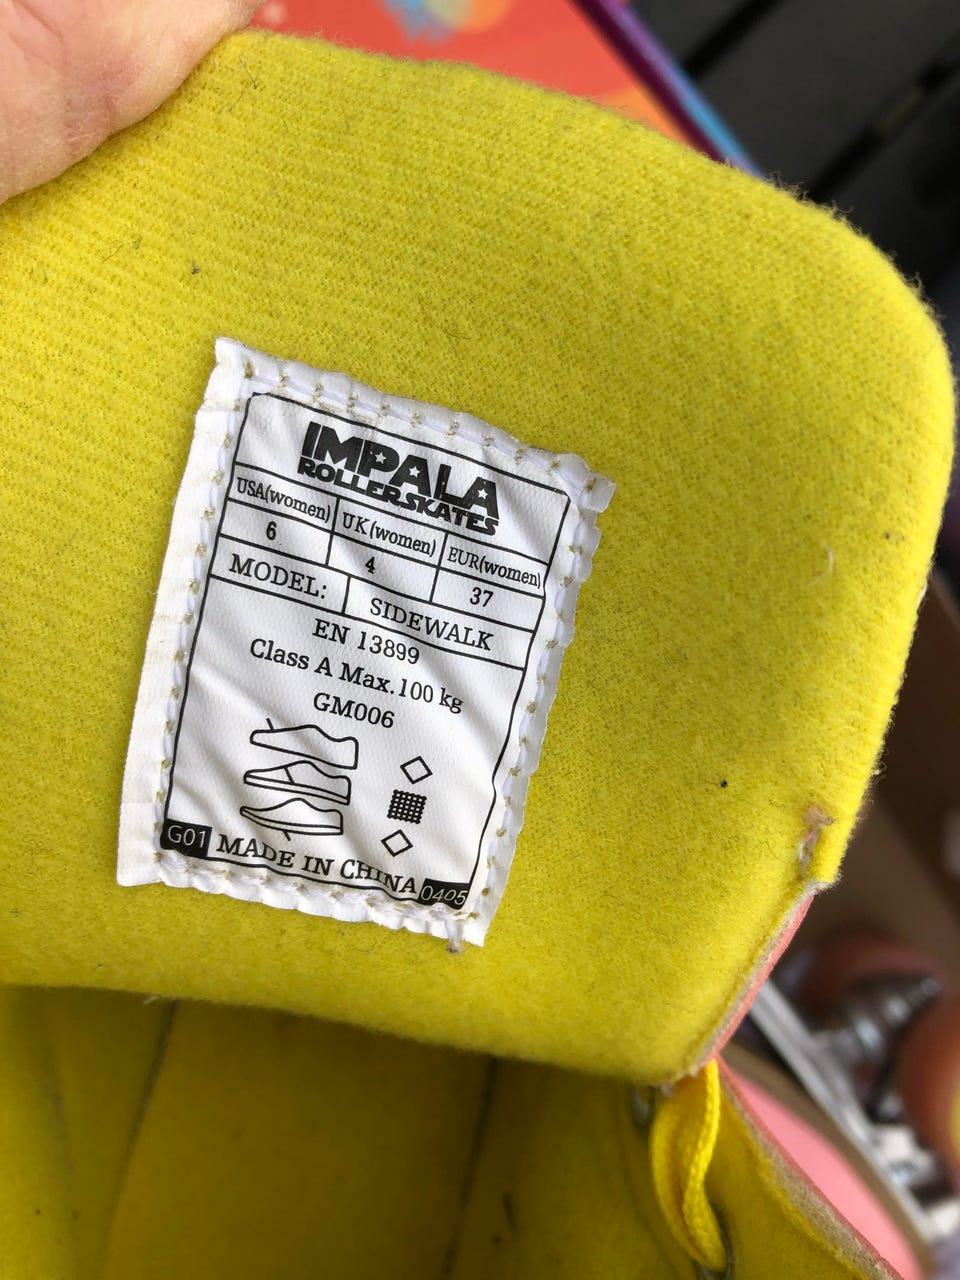 IMPALA
ROLLERSKATES
USA(women) UK(women) EUR(women)
6 4 37
MODEL: SIDEWALK
EN 13899
Class A Max.100 kg
GM006
G01 MADE IN CHINA 0405